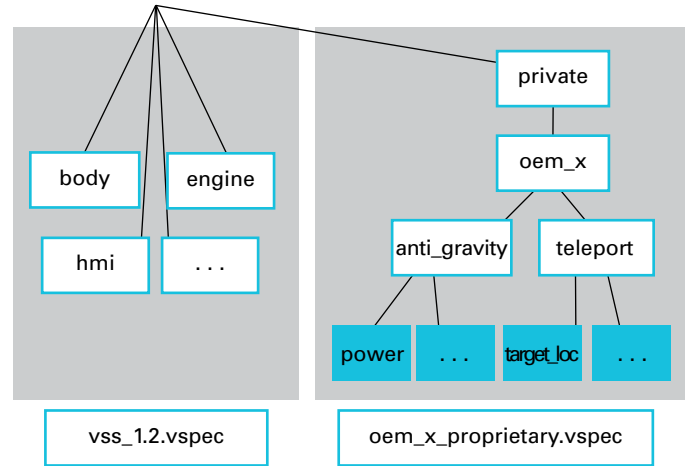 private
oem_x
body
engine
hmi
. . .
anti_gravity
teleport
power
. . .
target_loc
. . .
vss_1.2.vspec
oem_x_proprietary.vspec